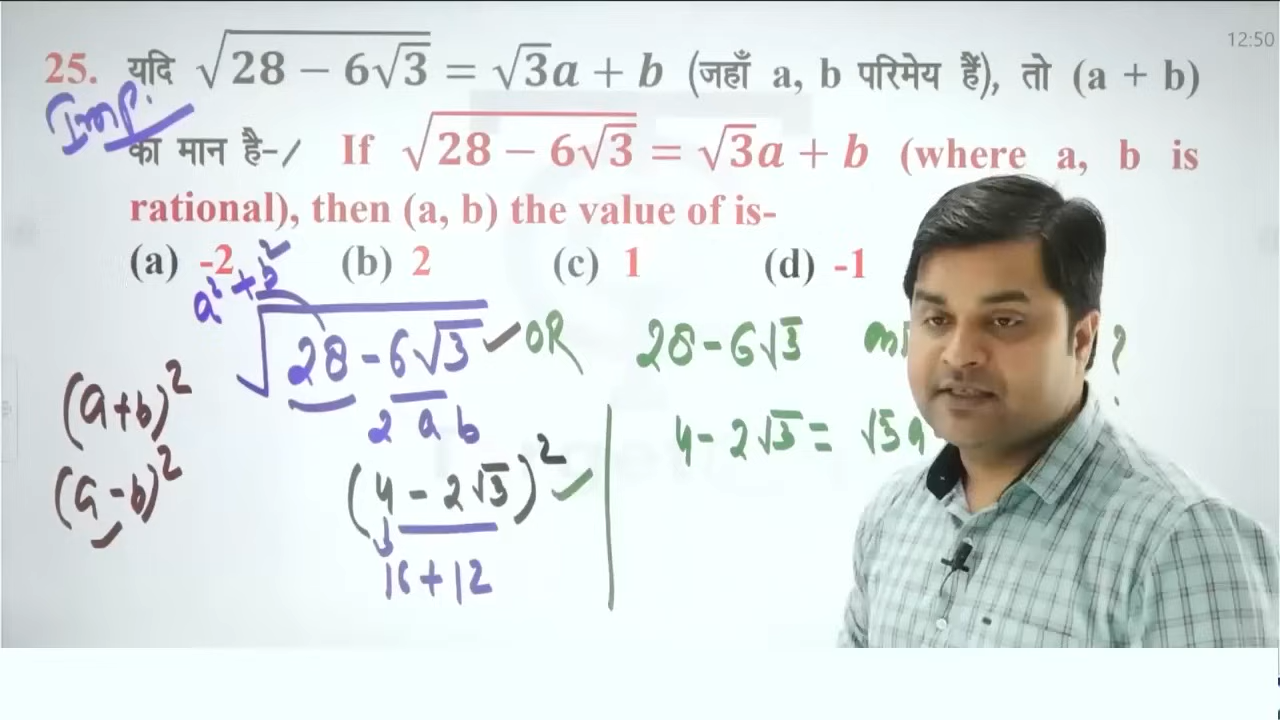 12:50
25. यदि √28 − 6√3 = √3a + b (जहाँ a, b परिमेय हैं), तो (a + b)
Imp.
का मान है-/ If √28 − 6√3 = √3a + b (where a, b is
rational), then (a, b) the value of is-
(a) -2 (b) 2 (c) 1 (d) -1
a² + b²
√28 − 6√3 OR 28 − 6√3 ?
(a+b)² 2 a b 4 − 2√3 = √3 a
(a−b)² (4 − 2√3)²
16 + 12